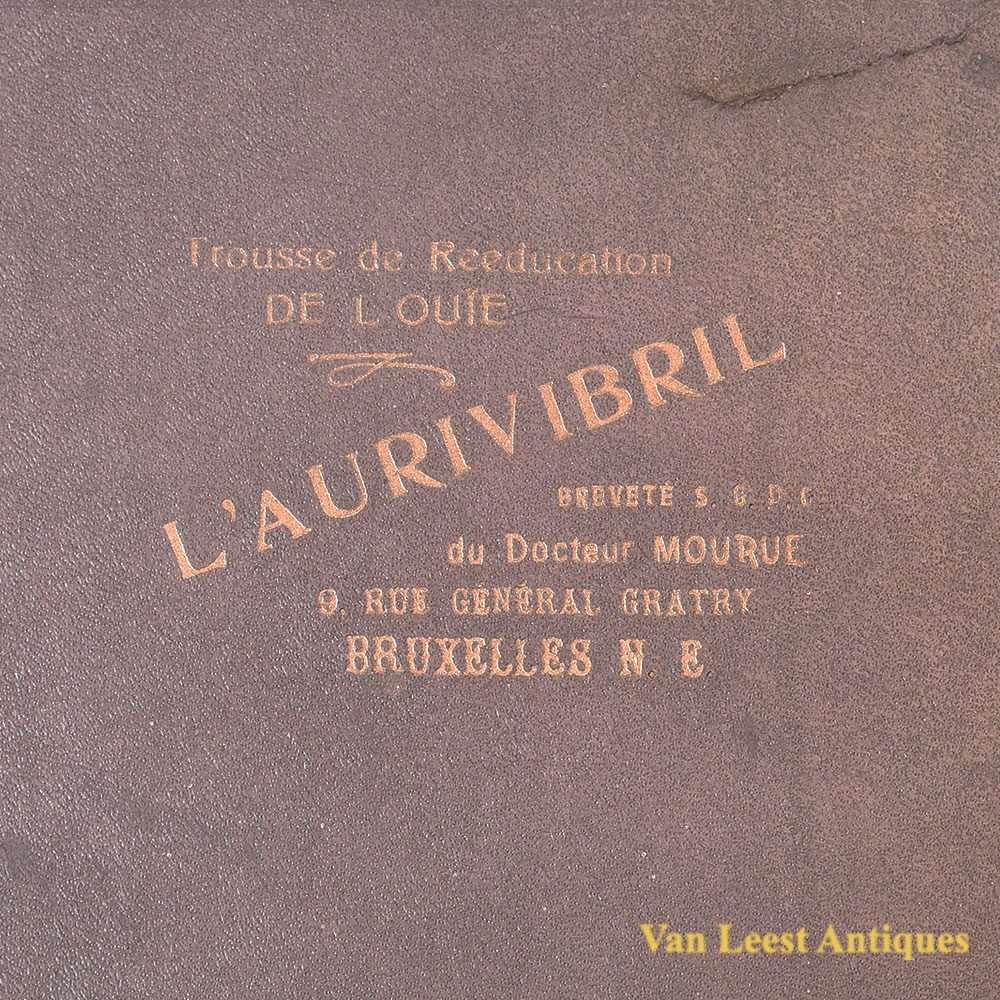 Trousse de Reeducation
DE L'OUÏE
L'AURIVIBRIL
BREVETÉ S. G. D. G
du Docteur MOURUE
9, RUE GÉNÉRAL GRATRY
BRUXELLES N. E.
Van Leest Antiques